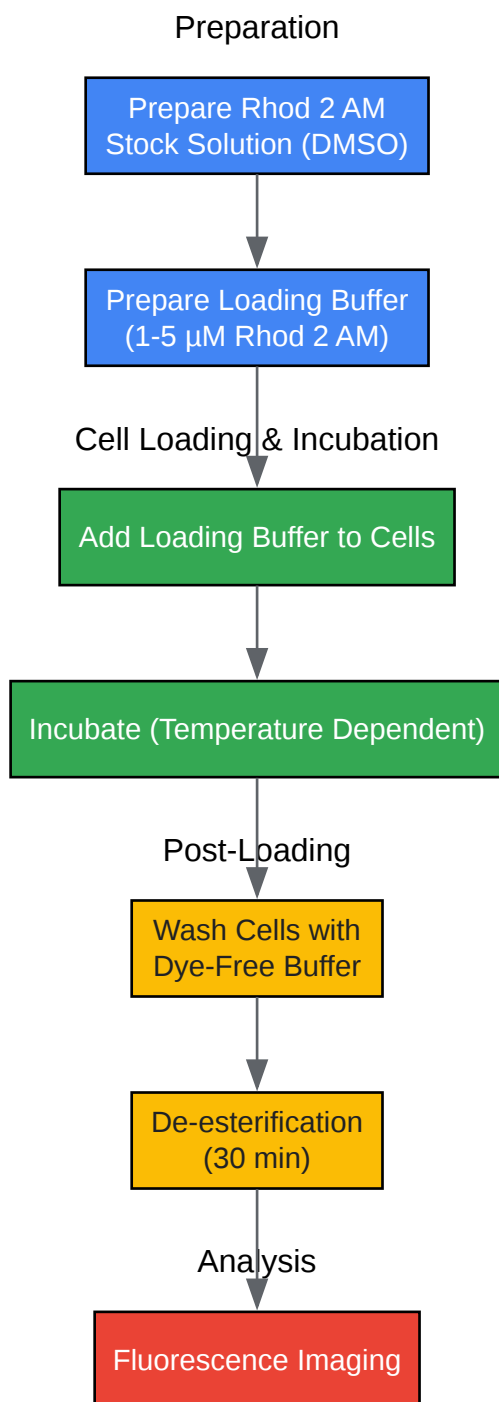 Preparation
Prepare Rhod 2 AM
Stock Solution (DMSO)
Prepare Loading Buffer
(1-5 µM Rhod 2 AM)
Cell Loading & Incubation
Add Loading Buffer to Cells
Incubate (Temperature Dependent)
Post-Loading
Wash Cells with
Dye-Free Buffer
De-esterification
(30 min)
Analysis
Fluorescence Imaging